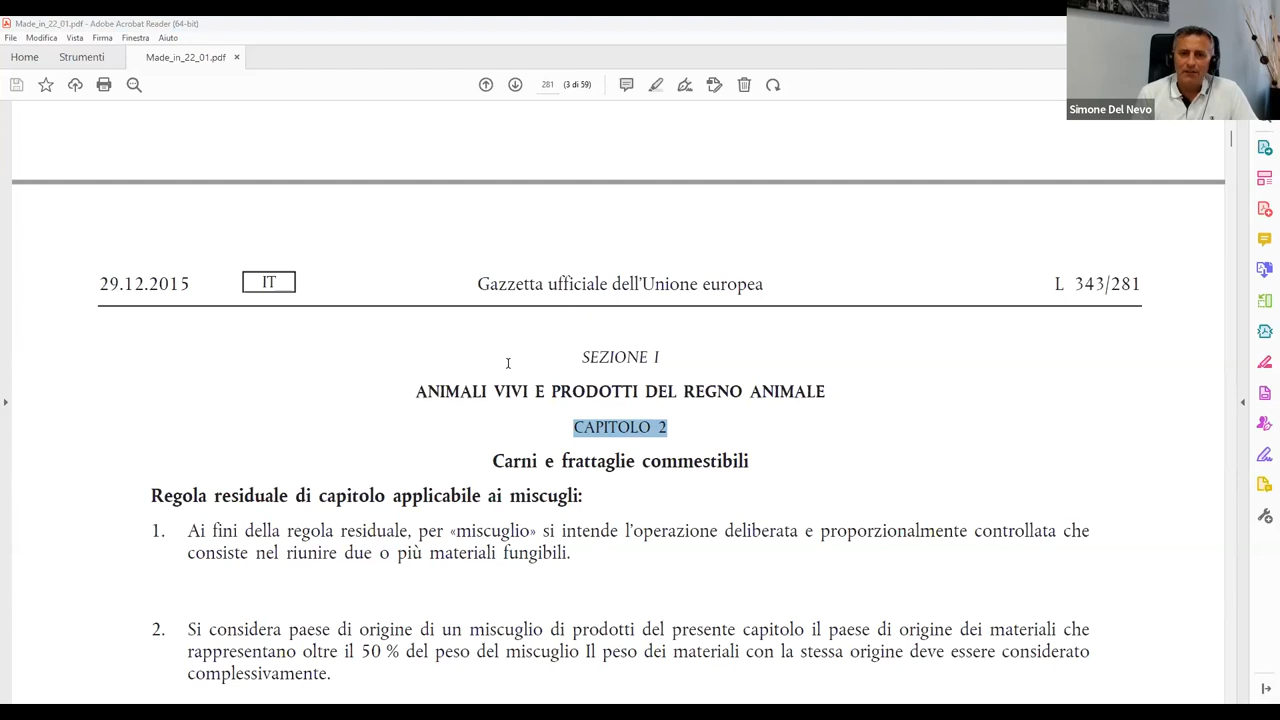 Made_in_22_01.pdf - Adobe Acrobat Reader (64-bit)
File Modifica Vista Firma Finestra Aiuto
Home Strumenti Made_in_22_01.pdf ×
281 (3 di 59)
Simone Del Nevo
29.12.2015 IT Gazzetta ufficiale dell'Unione europea L 343/281
SEZIONE I
ANIMALI VIVI E PRODOTTI DEL REGNO ANIMALE
CAPITOLO 2
Carni e frattaglie commestibili
Regola residuale di capitolo applicabile ai miscugli:
1. Ai fini della regola residuale, per «miscuglio» si intende l'operazione deliberata e proporzionalmente controllata che
consiste nel riunire due o più materiali fungibili.
2. Si considera paese di origine di un miscuglio di prodotti del presente capitolo il paese di origine dei materiali che
rappresentano oltre il 50 % del peso del miscuglio Il peso dei materiali con la stessa origine deve essere considerato
complessivamente.